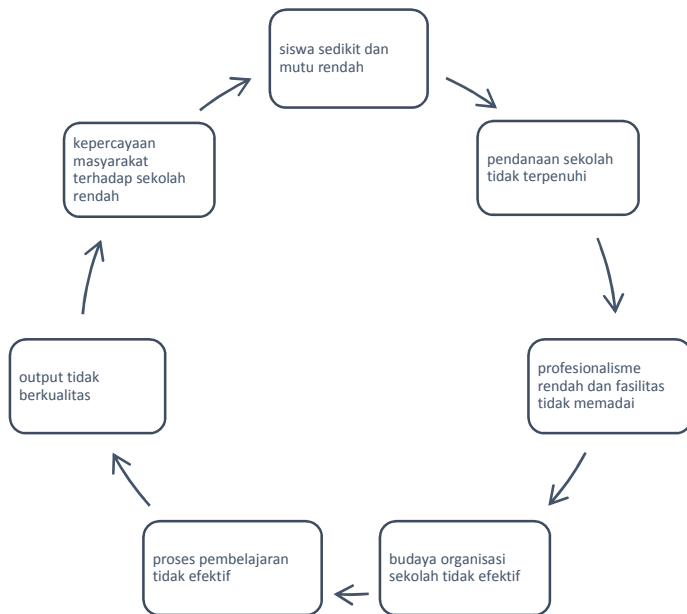 siswa sedikit dan
mutu rendah
pendanaan sekolah
tidak terpenuhi
profesionalisme
rendah dan fasilitas
tidak memadai
budaya organisasi
sekolah tidak efektif
proses pembelajaran
tidak efektif
output tidak
berkualitas
kepercayaan
masyarakat
terhadap sekolah
rendah